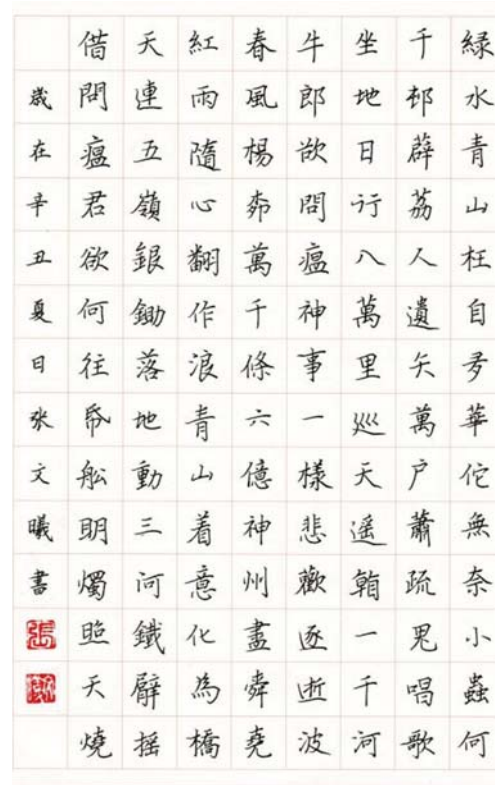 綠水青山枉自多華佗無奈小蟲何
千邨薜荔人遺矢萬户蕭疏鬼唱歌
坐地日行八萬里巡天遥看一千河
牛郎欲問瘟神事一樣悲歡逐逝波
春風楊柳萬千條六億神州盡舜堯
紅雨隨心翻作浪青山着意化為橋
天連五嶺銀鋤落地動三河鐵臂摇
借問瘟君欲何往帋船明燭照天燒
歲在辛丑夏日張文曦書
張